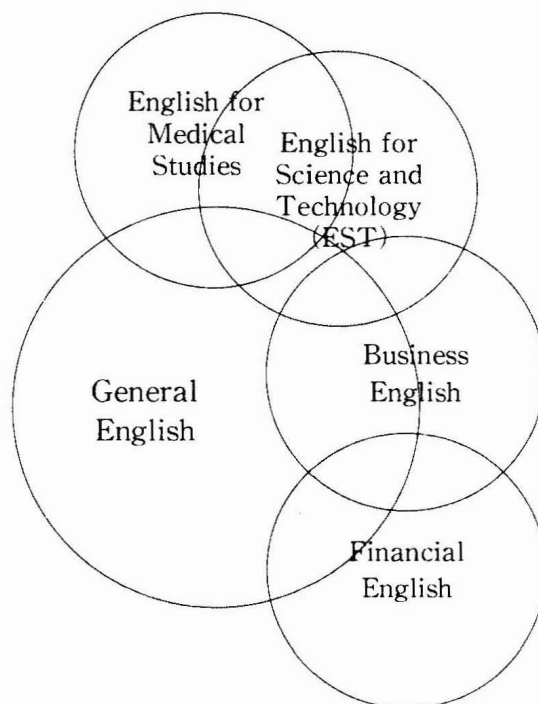 English for
Medical
Studies
English for
Science and
Technology
(EST)
Business
English
General
English
Financial
English